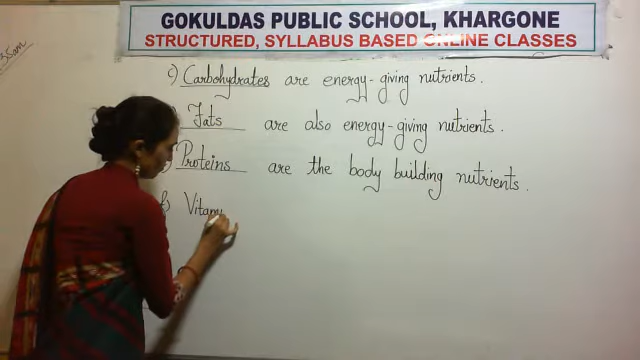 GOKULDAS PUBLIC SCHOOL, KHARGONE
STRUCTURED, SYLLABUS BASED ONLINE CLASSES
35am
c) Carbohydrates are energy-giving nutrients.
Fats are also energy-giving nutrients.
Proteins are the body building nutrients.
f) Vitam